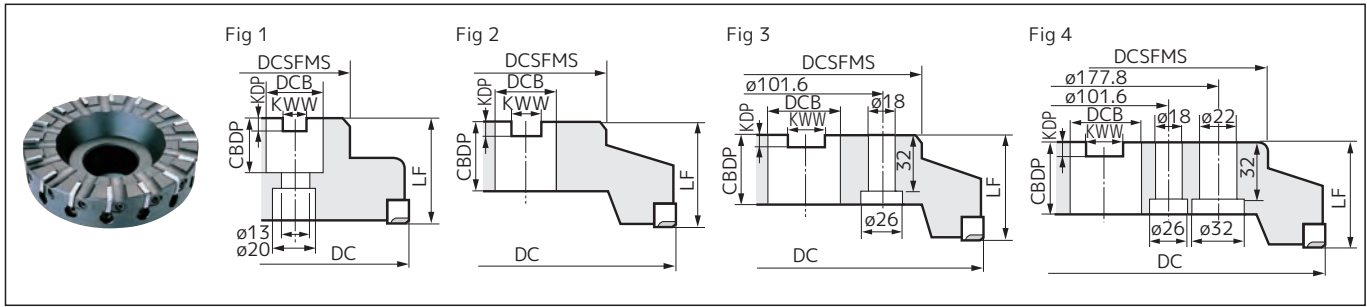 Fig 1
DCSFMS
DCB
KWW
KDP
CBDP
LF
ø13
ø20
DC
Fig 2
DCSFMS
DCB
KWW
KDP
CBDP
LF
DC
Fig 3
DCSFMS
ø101.6
DCB
ø18
KWW
KDP
CBDP
32
LF
ø26
DC
Fig 4
DCSFMS
ø177.8
ø101.6
DCB
ø18
ø22
KWW
KDP
CBDP
32
LF
ø26
ø32
DC